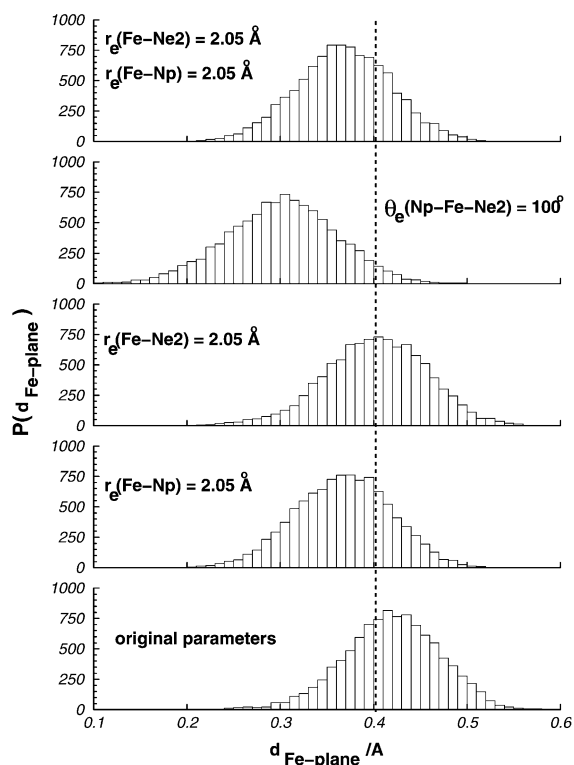 1000
750
500
250
0
r_e(Fe−Ne2) = 2.05 Å
r_e(Fe−Np) = 2.05 Å
1000
750
500
250
0
θ_e(Np−Fe−Ne2) = 100°
1000
750
500
250
0
r_e(Fe−Ne2) = 2.05 Å
1000
750
500
250
0
r_e(Fe−Np) = 2.05 Å
1000
750
500
250
0
original parameters
P( d_Fe−plane)
0.1 0.2 0.3 0.4 0.5 0.6
d_Fe−plane /A